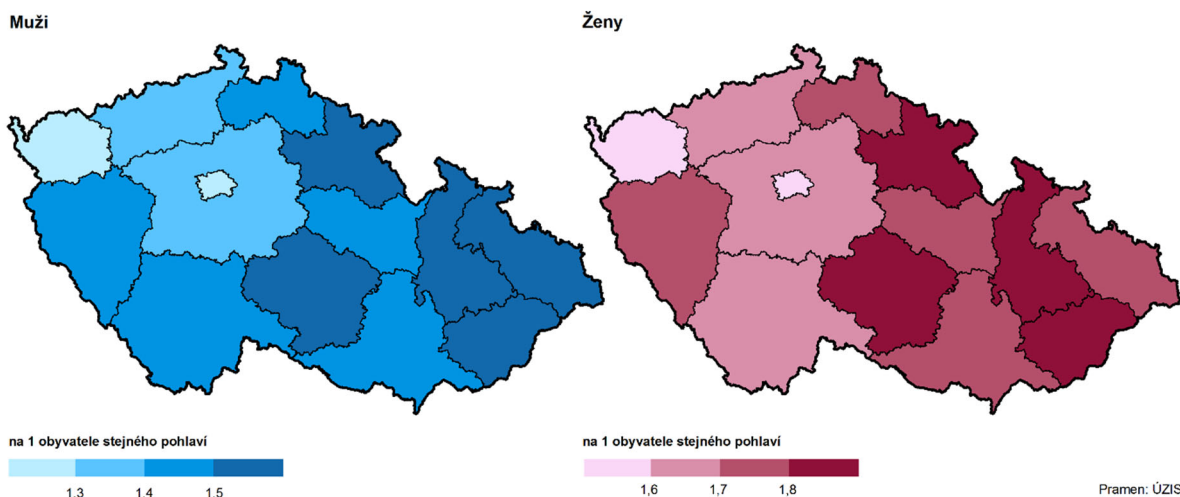 Muži
Ženy
na 1 obyvatele stejného pohlaví
1.3 1.4 1.5
na 1 obyvatele stejného pohlaví
1,6 1,7 1,8
Pramen: ÚZIS